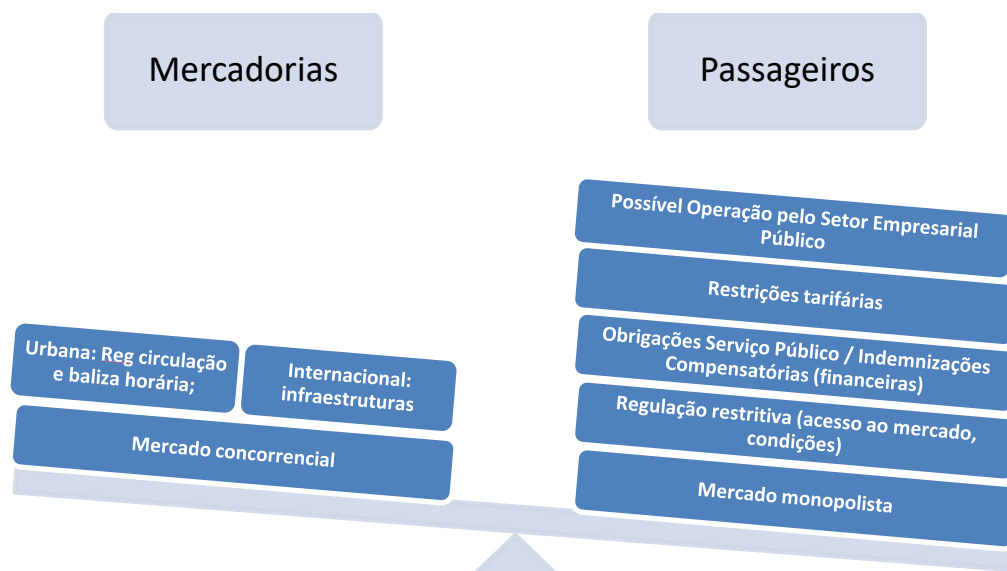 Mercadorias
Passageiros
Possível Operação pelo Setor Empresarial
Público
Restrições tarifárias
Obrigações Serviço Público / Indemnizações
Compensatórias (financeiras)
Regulação restritiva (acesso ao mercado,
condições)
Mercado monopolista
Urbana: Reg circulação
e baliza horária;
Internacional:
infraestruturas
Mercado concorrencial